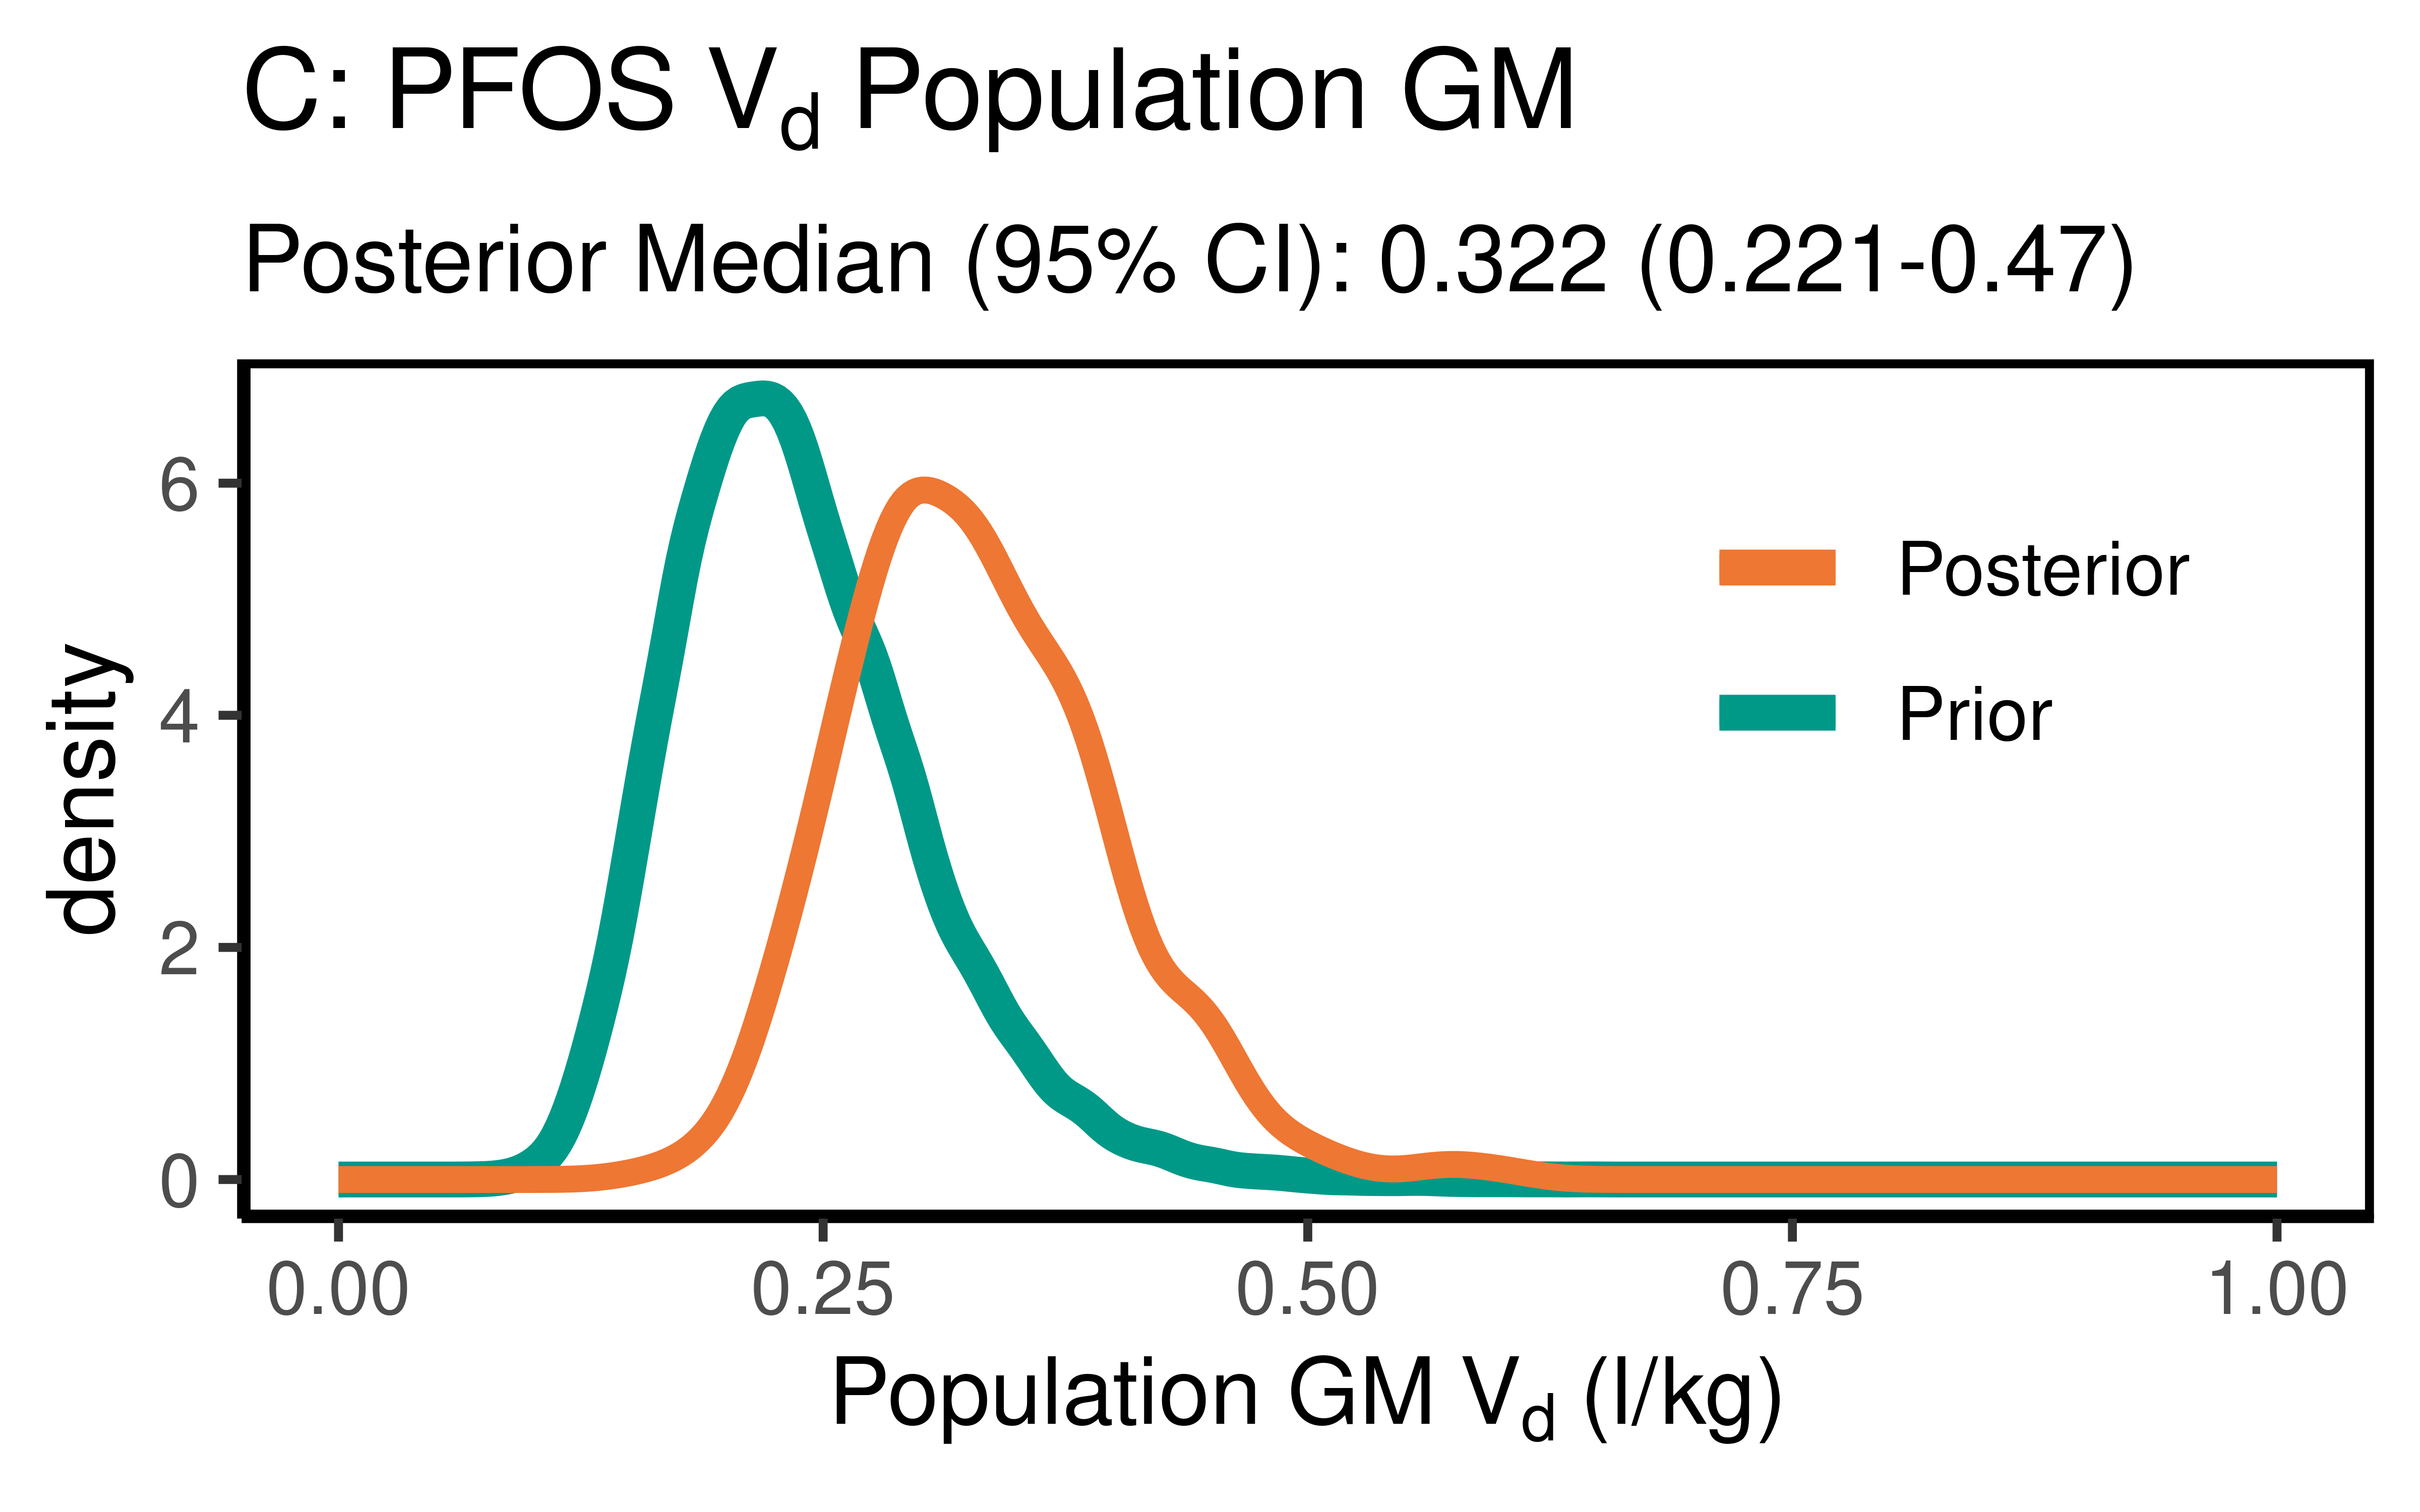 C: PFOS Vd Population GM
Posterior Median (95% CI): 0.322 (0.221-0.47)
density
6
4
2
0
Posterior
Prior
0.00 0.25 0.50 0.75 1.00
Population GM Vd (l/kg)